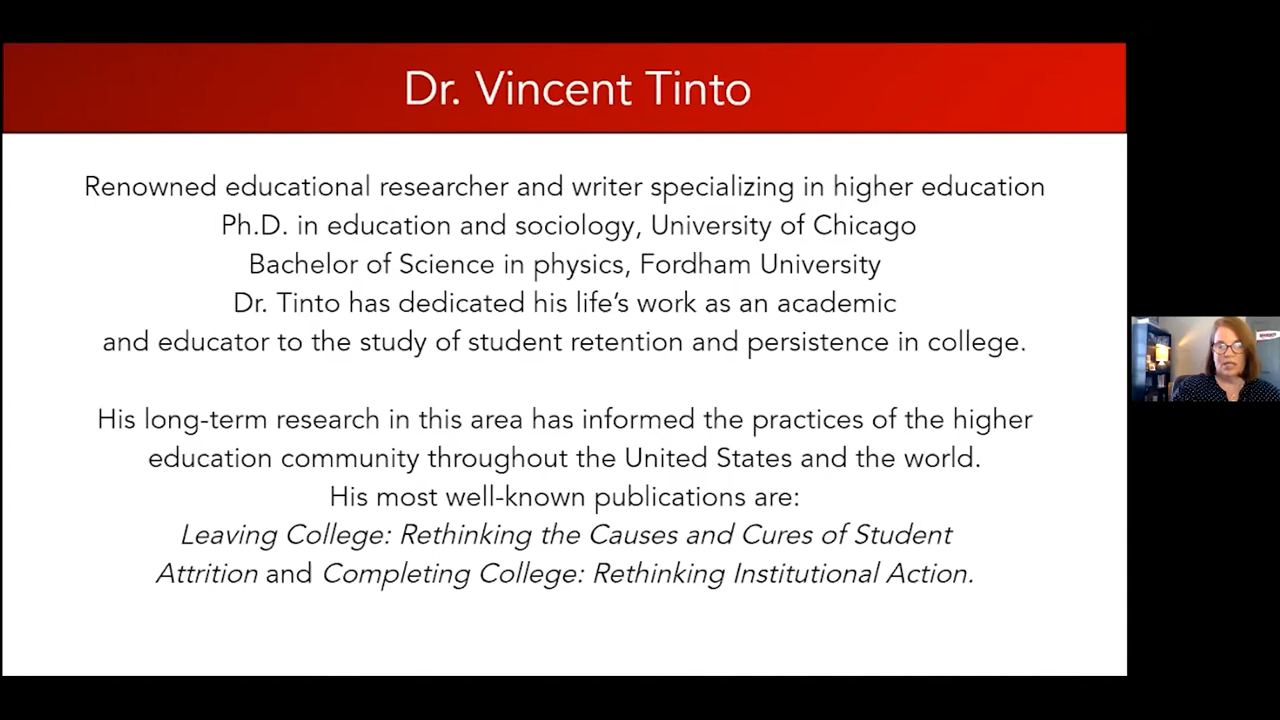 Dr. Vincent Tinto
Renowned educational researcher and writer specializing in higher education
Ph.D. in education and sociology, University of Chicago
Bachelor of Science in physics, Fordham University
Dr. Tinto has dedicated his life’s work as an academic
and educator to the study of student retention and persistence in college.
His long-term research in this area has informed the practices of the higher
education community throughout the United States and the world.
His most well-known publications are:
Leaving College: Rethinking the Causes and Cures of Student
Attrition and Completing College: Rethinking Institutional Action.